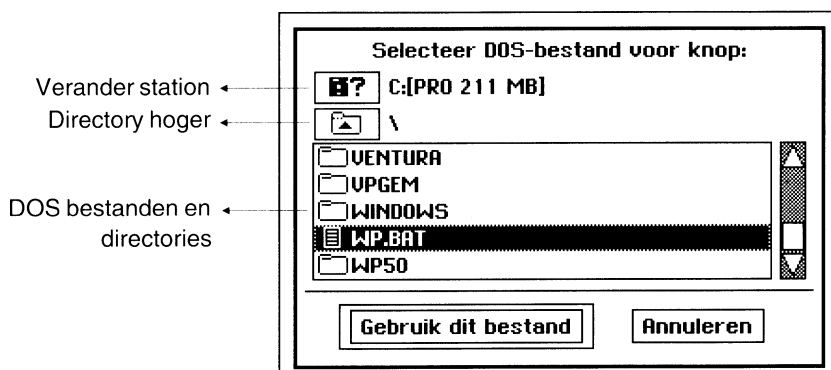 Selecteer DOS-bestand voor knop:
Verander station
? C:[PRO 211 MB]
Directory hoger
\
VENTURA
VPGEM
DOS bestanden en
directories
WINDOWS
WP.BAT
WP50
Gebruik dit bestand
Annuleren